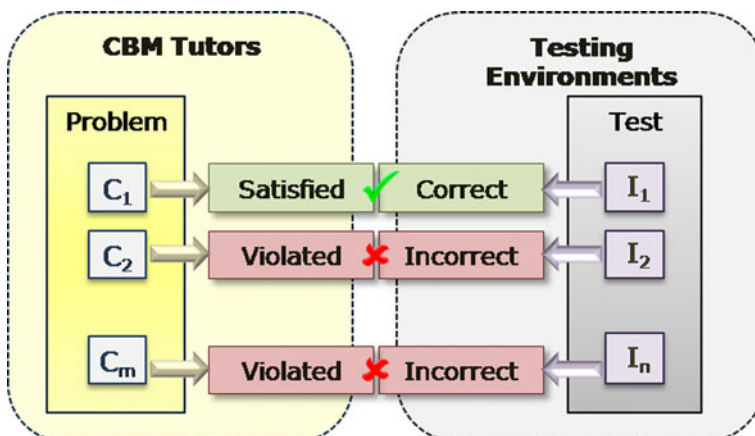 CBM Tutors
Testing
Environments
Problem
Test
C₁ Satisfied Correct I₁
C₂ Violated Incorrect I₂
Cₘ Violated Incorrect Iₙ